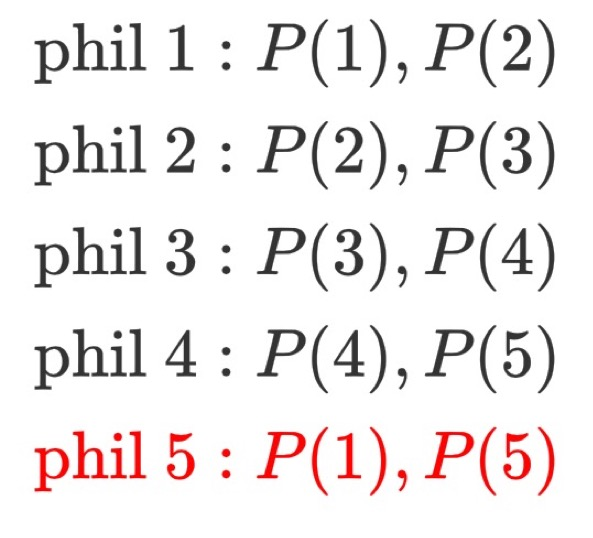 phil 1 : P(1), P(2)
phil 2 : P(2), P(3)
phil 3 : P(3), P(4)
phil 4 : P(4), P(5)
phil 5 : P(1), P(5)